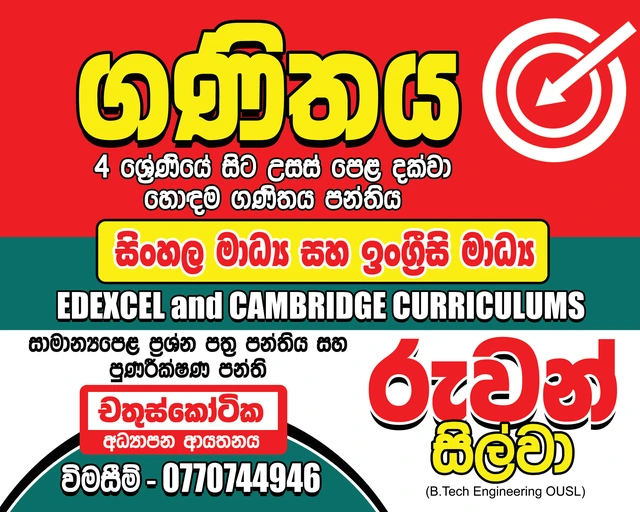 ගණිතය
4 ශ්‍රේණියේ සිට උසස් පෙළ දක්වා
හොඳම ගණිතය පන්තිය
සිංහල මාධ්‍ය සහ ඉංග්‍රීසි මාධ්‍ය
EDEXCEL and CAMBRIDGE CURRICULUMS
සාමාන්‍යපෙළ ප්‍රශ්න පත්‍ර පන්තිය සහ
පුණරීක්ෂණ පන්ති
චතුස්කෝටික
අධ්‍යාපන ආයතනය
විමසීම් - 0770744946
රුවන්
සිල්වා
(B.Tech Engineering OUSL)